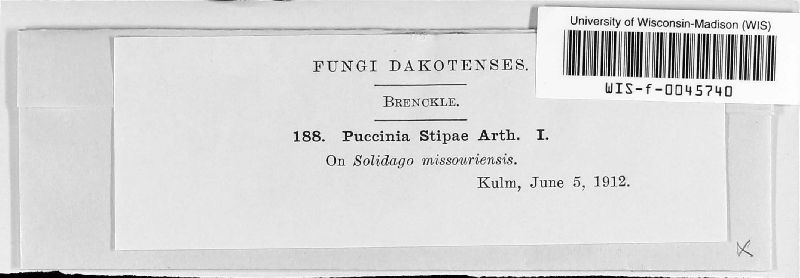 University of Wisconsin-Madison (WIS)
WIS-f-0045740
FUNGI DAKOTENSES.
BRENCKLE.
188. Puccinia Stipae Arth. I.
On Solidago missouriensis.
Kulm, June 5, 1912.